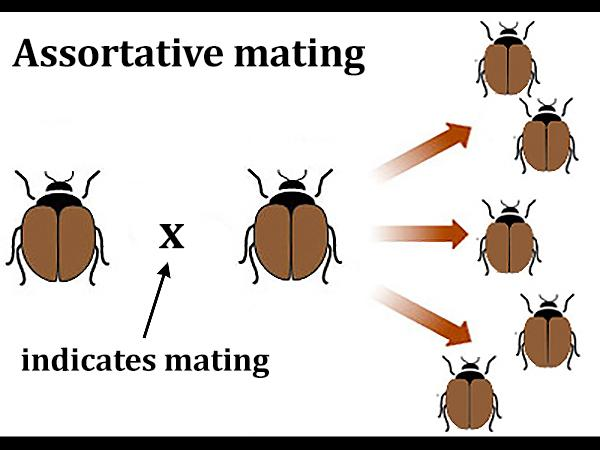 Assortative mating
x
indicates mating